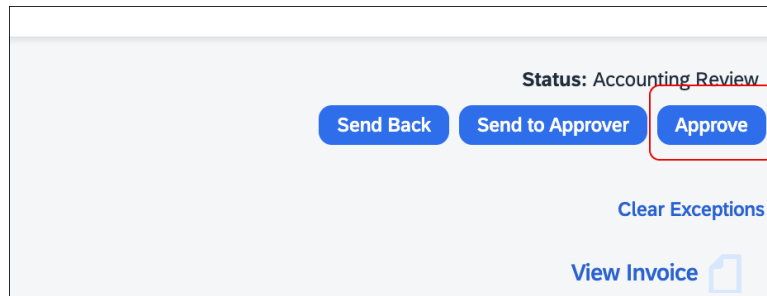 Status: Accounting Review
Send Back Send to Approver Approve
Clear Exceptions
View Invoice